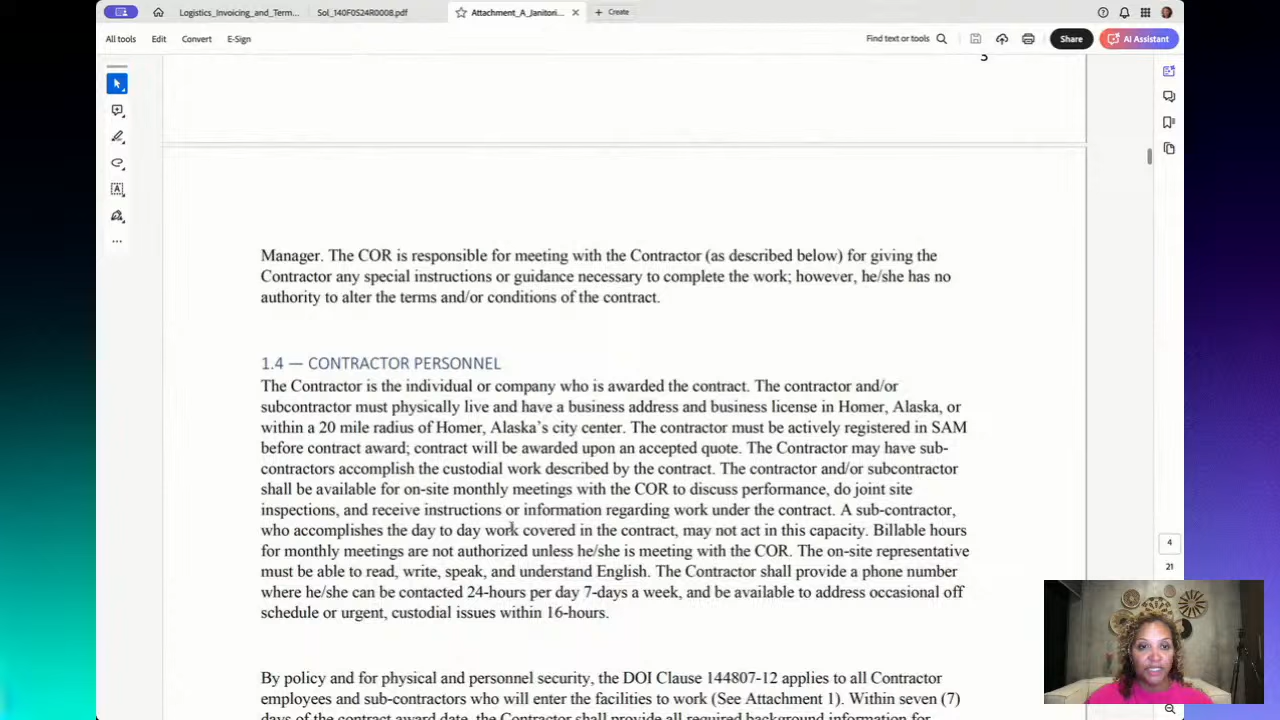 Logistics_Invoicing_and_Term...
Sol_140F0S24R0008.pdf
Attachment_A_Janitori...
Create
All tools
Edit
Convert
E-Sign
Find text or tools
Share
AI Assistant
Manager. The COR is responsible for meeting with the Contractor (as described below) for giving the
Contractor any special instructions or guidance necessary to complete the work; however, he/she has no
authority to alter the terms and/or conditions of the contract.
1.4 — CONTRACTOR PERSONNEL
The Contractor is the individual or company who is awarded the contract. The contractor and/or
subcontractor must physically live and have a business address and business license in Homer, Alaska, or
within a 20 mile radius of Homer, Alaska’s city center. The contractor must be actively registered in SAM
before contract award; contract will be awarded upon an accepted quote. The Contractor may have sub-
contractors accomplish the custodial work described by the contract. The contractor and/or subcontractor
shall be available for on-site monthly meetings with the COR to discuss performance, do joint site
inspections, and receive instructions or information regarding work under the contract. A sub-contractor,
who accomplishes the day to day work covered in the contract, may not act in this capacity. Billable hours
for monthly meetings are not authorized unless he/she is meeting with the COR. The on-site representative
must be able to read, write, speak, and understand English. The Contractor shall provide a phone number
where he/she can be contacted 24-hours per day 7-days a week, and be available to address occasional off
schedule or urgent, custodial issues within 16-hours.
4
21
By policy and for physical and personnel security, the DOI Clause 144807-12 applies to all Contractor
employees and sub-contractors who will enter the facilities to work (See Attachment 1). Within seven (7)
days of the contract award date, the Contractor shall provide all required background information for